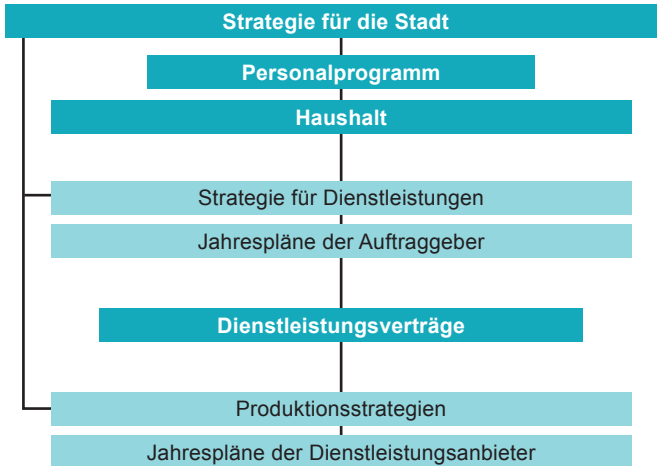 Strategie für die Stadt
Personalprogramm
Haushalt
Strategie für Dienstleistungen
Jahrespläne der Auftraggeber
Dienstleistungsverträge
Produktionsstrategien
Jahrespläne der Dienstleistungsanbieter